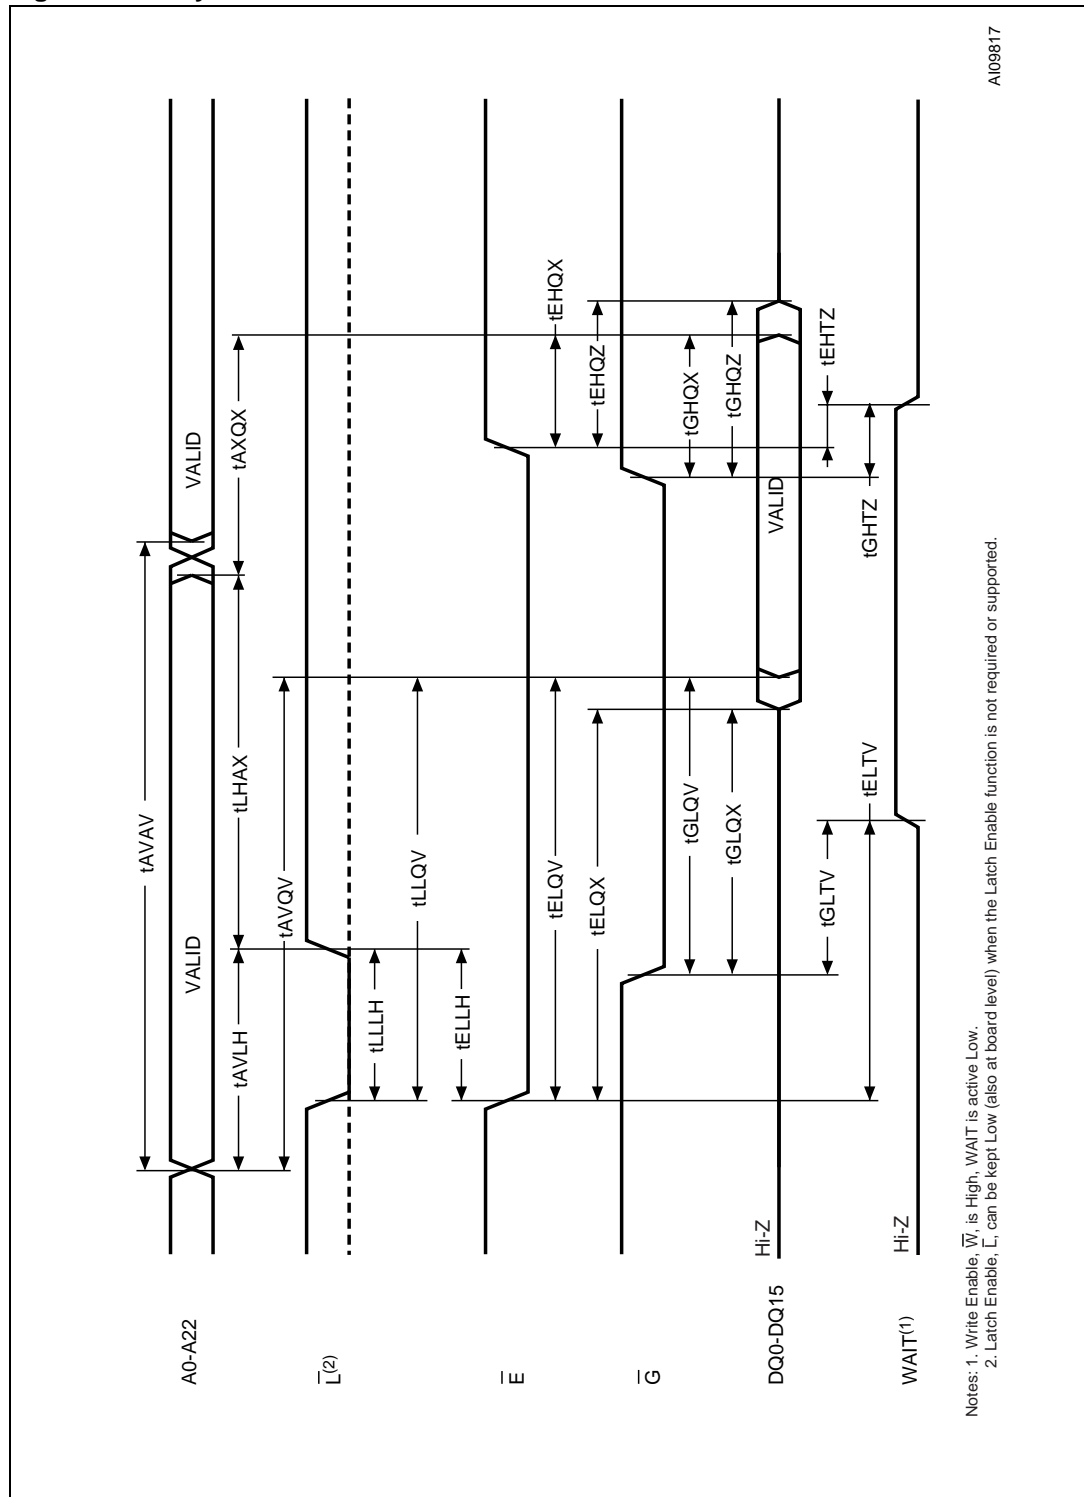 A0-A22
VALID
VALID
tAVAV
tAVLH
tLHAX
tAXQX
tAVQV
L̅(2)
tLLLH
tLLQV
tELLH
E̅
tELQV
tELQX
tEHQX
tEHQZ
G̅
tGLQV
tGLQX
tGHQX
tGHQZ
DQ0-DQ15
Hi-Z
VALID
tGLTV
tELTV
tEHTZ
tGHTZ
WAIT(1)
Hi-Z
Notes: 1. Write Enable, W̅, is High, WAIT is active Low.
2. Latch Enable, L̅, can be kept Low (also at board level) when the Latch Enable function is not required or supported.
AI09817